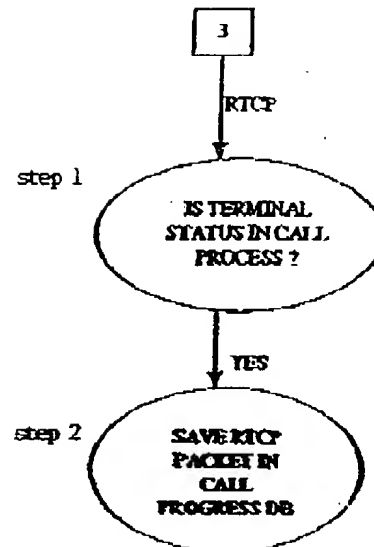 3
RTCP
step 1
IS TERMINAL
STATUS IN CALL
PROCESS ?
YES
step 2
SAVE RTCP
PACKET IN
CALL
PROGRESS DB